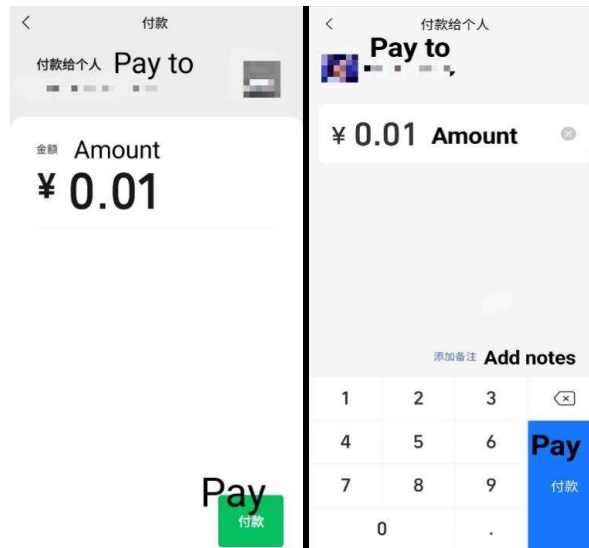 付款
付款给个人 Pay to
金额 Amount
¥ 0.01
Pay
付款
付款给个人
Pay to
¥ 0.01 Amount
添加备注 Add notes
1 2 3
4 5 6
Pay
7 8 9
付款
0 .